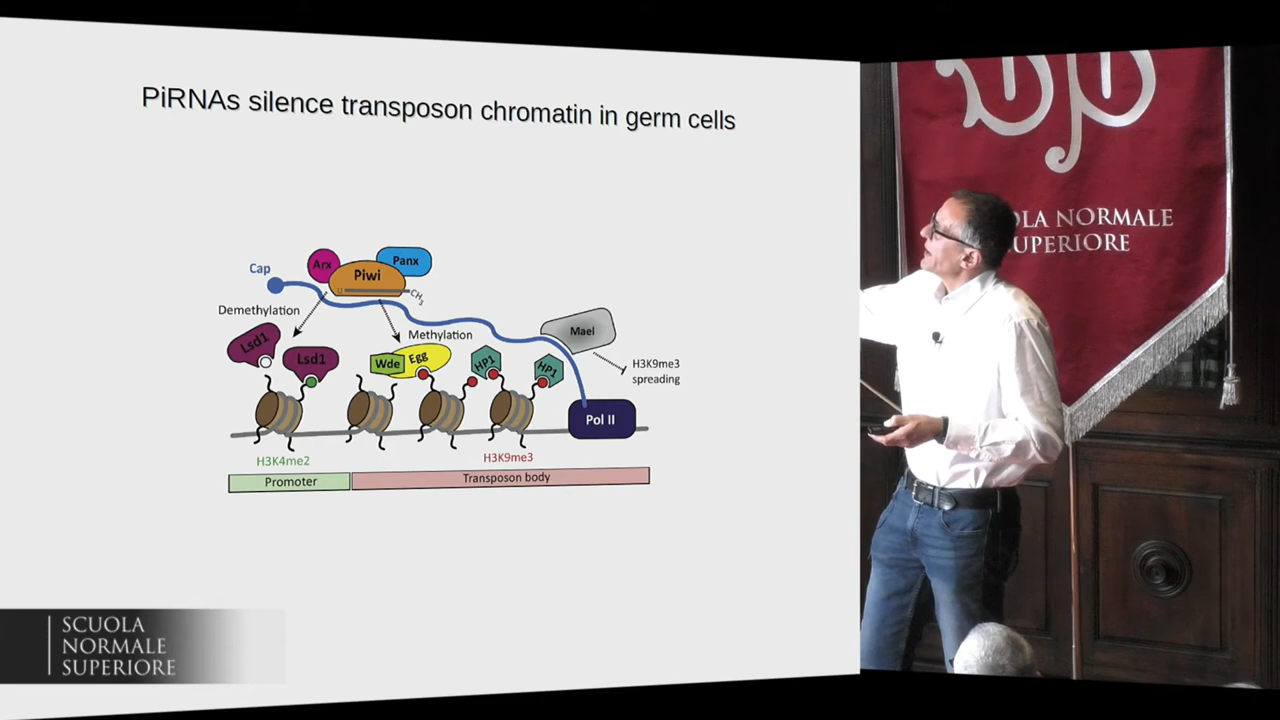 PiRNAs silence transposon chromatin in germ cells
Cap
Arx
Piwi
Panx
U
CH3
Demethylation
Methylation
Lsd1
Lsd1
Wde
Egg
HP1
HP1
Mael
H3K9me3
spreading
Pol II
H3K4me2
H3K9me3
Promoter
Transposon body
SCUOLA
NORMALE
SUPERIORE
OLA NORMALE
UPERIORE